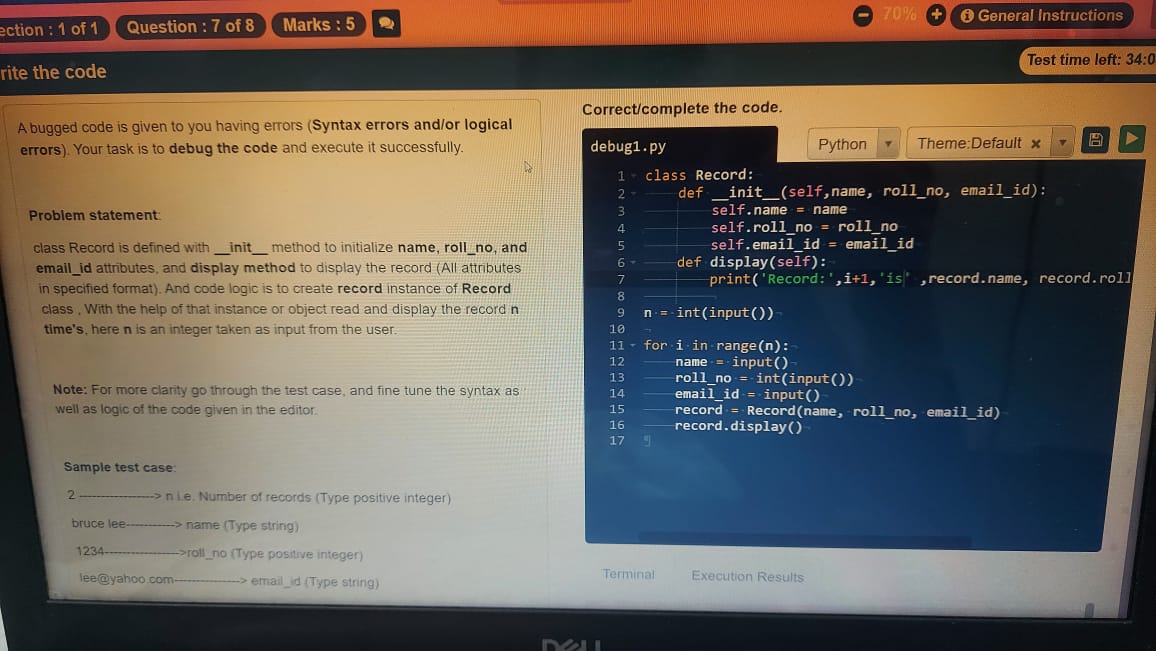 ection : 1 of 1
Question : 7 of 8
Marks : 5
70%
General Instructions
rite the code
Test time left: 34:0
A bugged code is given to you having errors (Syntax errors and/or logical
errors). Your task is to debug the code and execute it successfully.
Problem statement:
class Record is defined with __init__ method to initialize name, roll_no, and
email_id attributes, and display method to display the record (All attributes
in specified format). And code logic is to create record instance of Record
class , With the help of that instance or object read and display the record n
time's, here n is an integer taken as input from the user.
Note: For more clarity go through the test case, and fine tune the syntax as
well as logic of the code given in the editor.
Sample test case:
2 -----------------> n i.e. Number of records (Type positive integer)
bruce lee-----------> name (Type string)
1234----------------->roll_no (Type positive integer)
lee@yahoo.com---------------> email_id (Type string)
Correct/complete the code.
debug1.py
Python
Theme:Default x
1 class Record:
2 def __init__(self,name, roll_no, email_id):
3 self.name = name
4 self.roll_no = roll_no
5 self.email_id = email_id
6 def display(self):
7 print('Record:',i+1,'is' ,record.name, record.roll
8
9 n = int(input())
10
11 for i in range(n):
12 name = input()
13 roll_no = int(input())
14 email_id = input()
15 record = Record(name, roll_no, email_id)
16 record.display()
17
Terminal
Execution Results
DELL